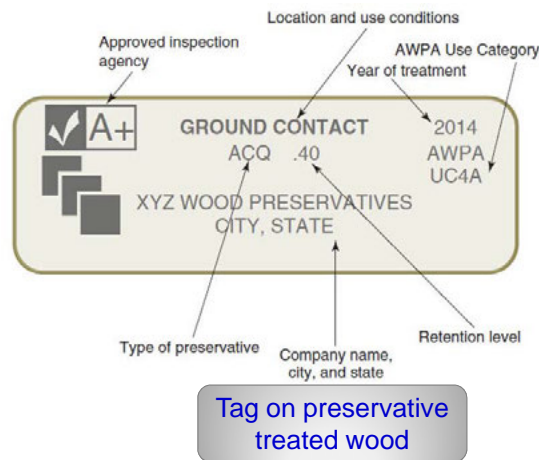 Location and use conditions
Approved inspection
agency
AWPA Use Category
Year of treatment
A+
GROUND CONTACT
2014
ACQ .40
AWPA
UC4A
XYZ WOOD PRESERVATIVES
CITY, STATE
Type of preservative
Company name,
city, and state
Retention level
Tag on preservative
treated wood